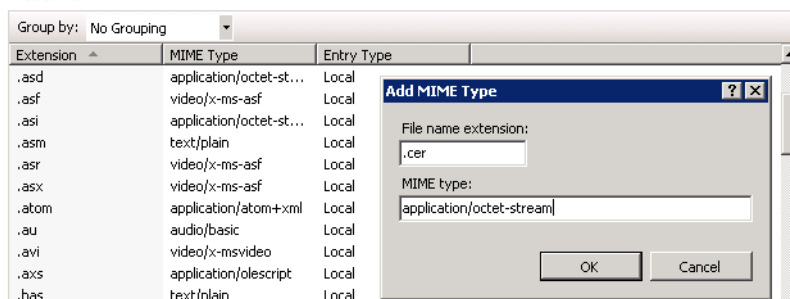 Group by: No Grouping
Extension MIME Type Entry Type
.asd application/octet-st... Local
.asf video/x-ms-asf Local
.asi application/octet-st... Local
.asm text/plain Local
.asr video/x-ms-asf Local
.asx video/x-ms-asf Local
.atom application/atom+xml Local
.au audio/basic Local
.avi video/x-msvideo Local
.axs application/olescript Local
.bas text/plain Local
Add MIME Type
File name extension:
.cer
MIME type:
application/octet-stream
OK Cancel